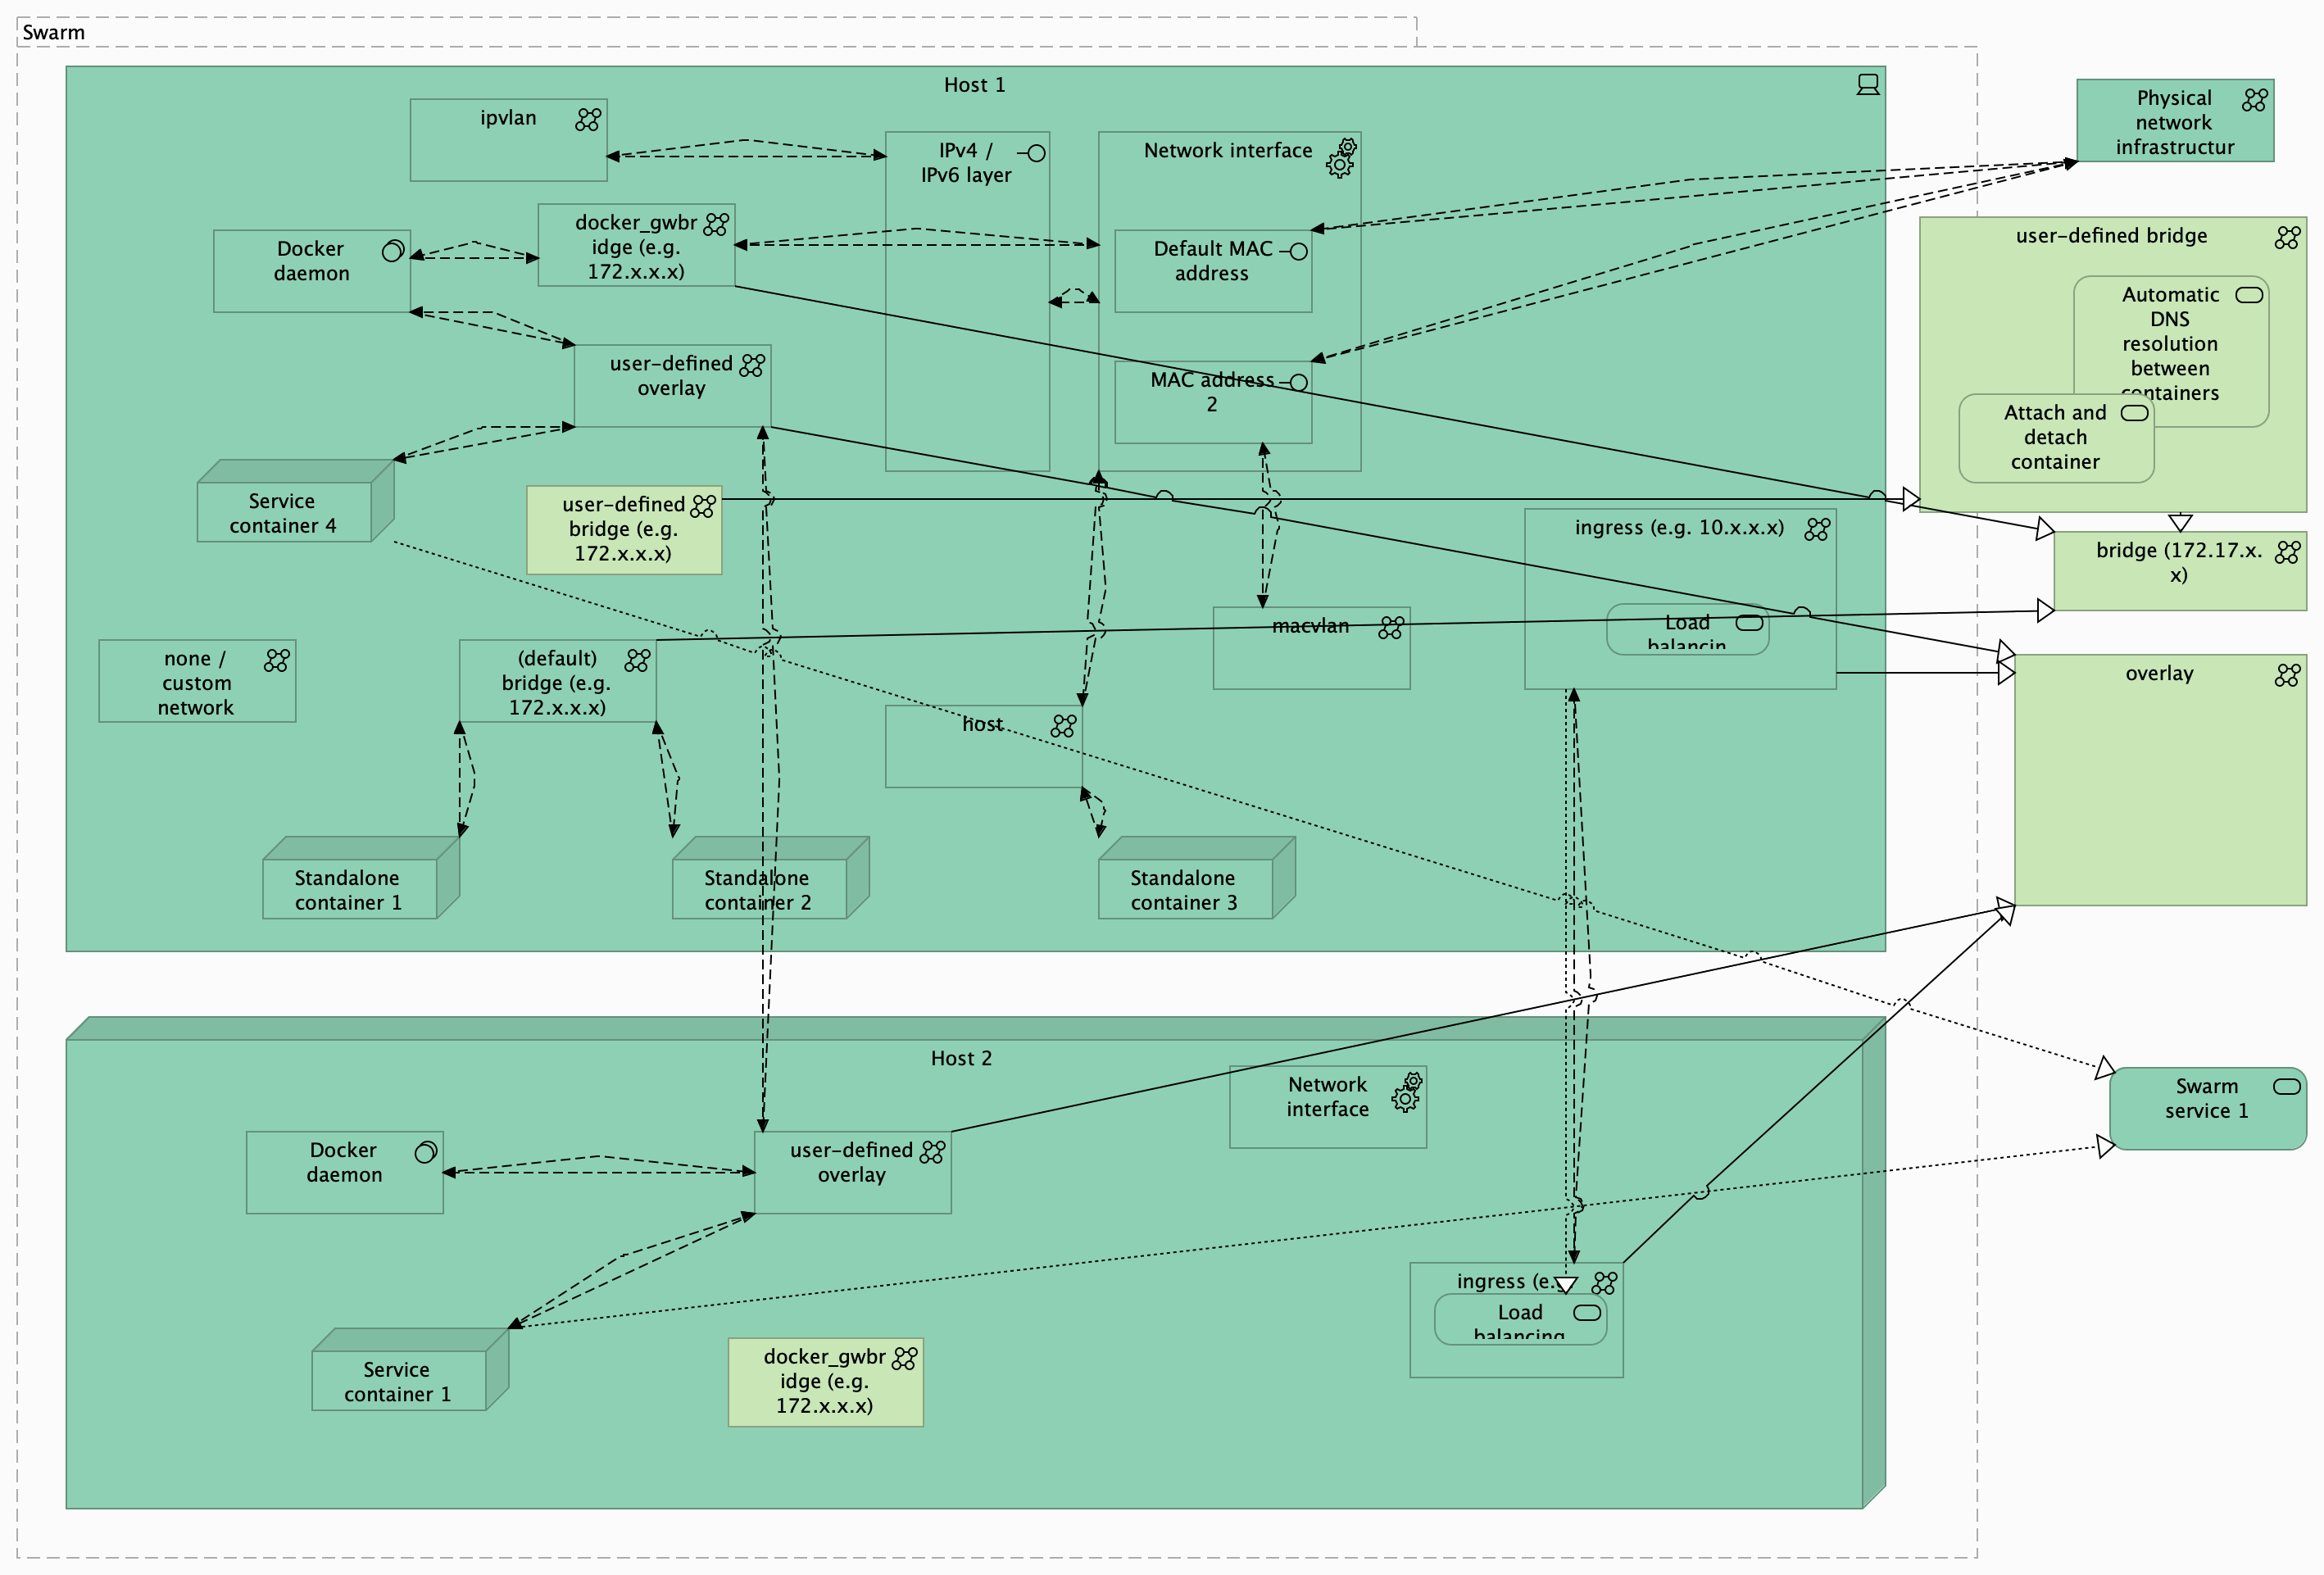 Swarm
Host 1
ipvlan
IPv4 /
IPv6 layer
Network interface
Physical
network
infrastructur
Docker
daemon
docker_gwbr
idge (e.g.
172.x.x.x)
Default MAC
address
user-defined bridge
Automatic
DNS
resolution
between
containers
Attach and
detach
container
user-defined
overlay
MAC address
2
Service
container 4
user-defined
bridge (e.g.
172.x.x.x)
ingress (e.g. 10.x.x.x)
Load
balancin
bridge (172.17.x.
x)
none /
custom
network
(default)
bridge (e.g.
172.x.x.x)
macvlan
host
overlay
Standalone
container 1
Standalone
container 2
Standalone
container 3
Host 2
Network
interface
Swarm
service 1
Docker
daemon
user-defined
overlay
ingress (e.g
Load
balancing
Service
container 1
docker_gwbr
idge (e.g.
172.x.x.x)